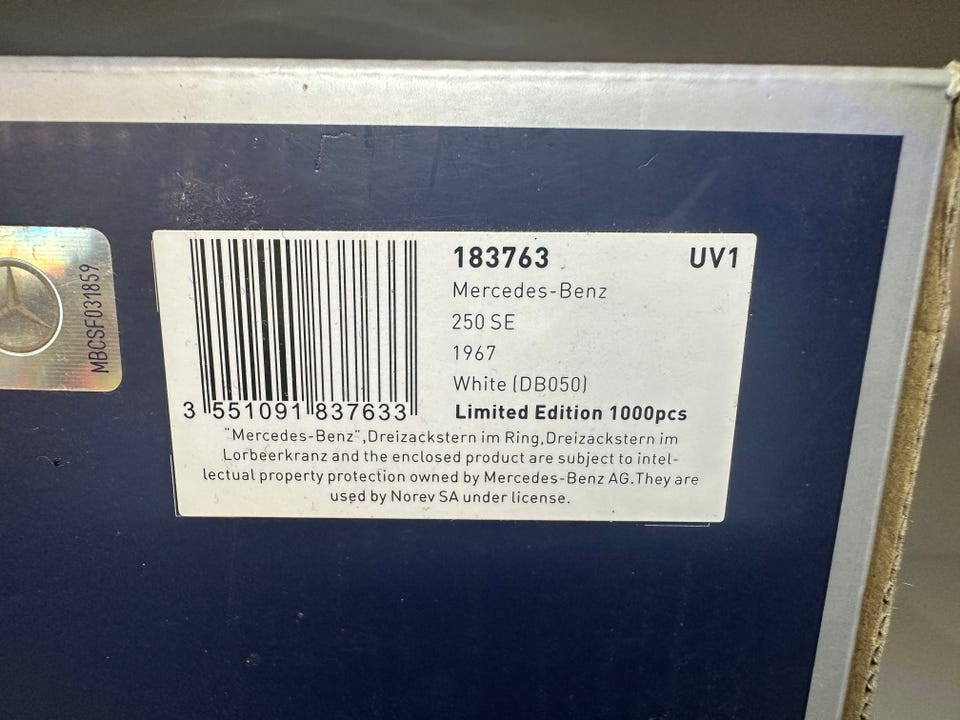 MBCSF031859
183763 UV1
Mercedes-Benz
250 SE
1967
White (DB050)
3 551091 837633
Limited Edition 1000pcs
"Mercedes-Benz",Dreizackstern im Ring,Dreizackstern im
Lorbeerkranz and the enclosed product are subject to intel-
lectual property protection owned by Mercedes-Benz AG.They are
used by Norev SA under license.